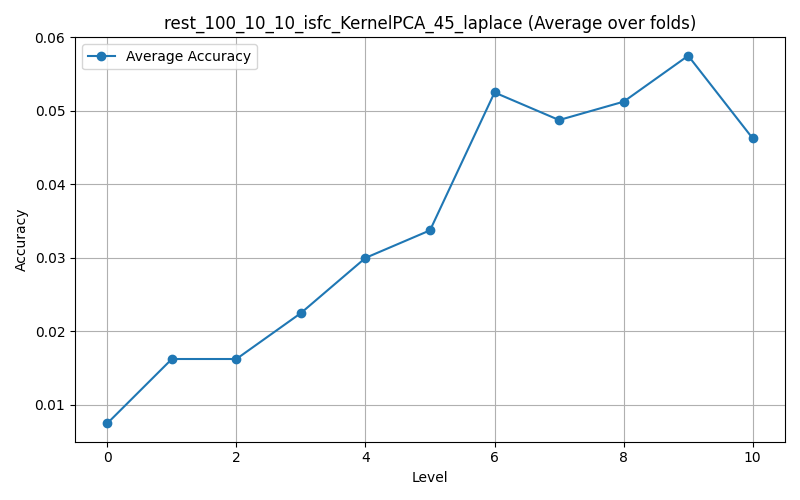 rest_100_10_10_isfc_KernelPCA_45_laplace (Average over folds)
Average Accuracy
Accuracy
0.06
0.05
0.04
0.03
0.02
0.01
0 2 4 6 8 10
Level